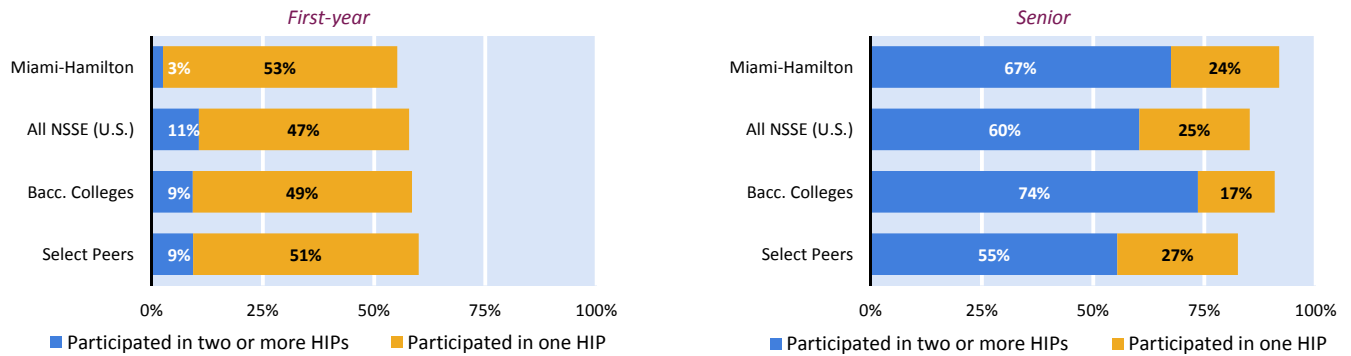 First-year
Miami-Hamilton 3% 53%
All NSSE (U.S.) 11% 47%
Bacc. Colleges 9% 49%
Select Peers 9% 51%
0% 25% 50% 75% 100%
Participated in two or more HIPs Participated in one HIP
Senior
Miami-Hamilton 67% 24%
All NSSE (U.S.) 60% 25%
Bacc. Colleges 74% 17%
Select Peers 55% 27%
0% 25% 50% 75% 100%
Participated in two or more HIPs Participated in one HIP